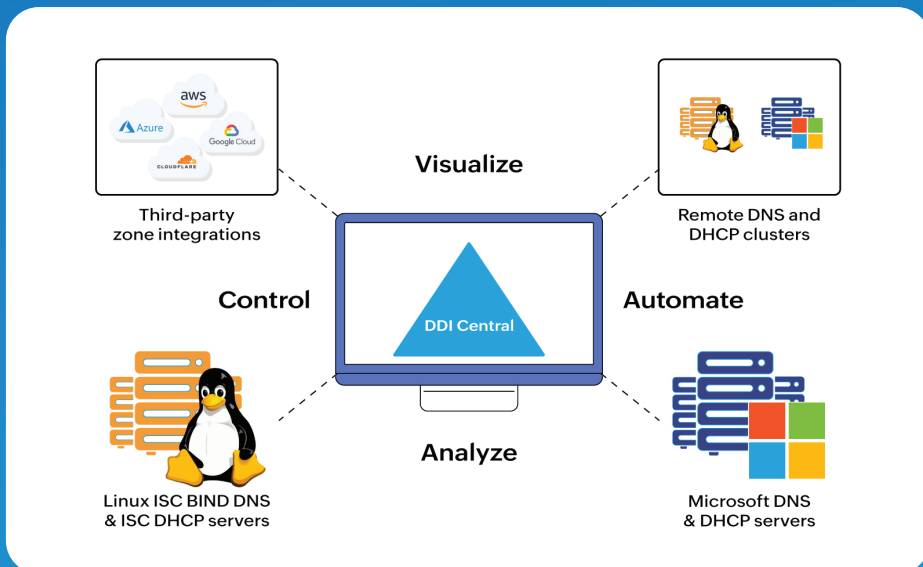 aws
Azure
Google Cloud
CLOUDFLARE
Third-party
zone integrations
Visualize
Remote DNS and
DHCP clusters
Control
DDI Central
Automate
Linux ISC BIND DNS
& ISC DHCP servers
Analyze
Microsoft DNS
& DHCP servers